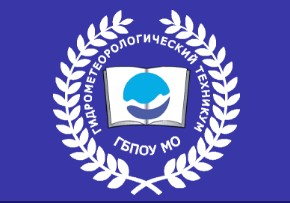 ГИДРОМЕТЕОРОЛОГИЧЕСКИЙ ТЕХНИКУМ
ГБПОУ МО